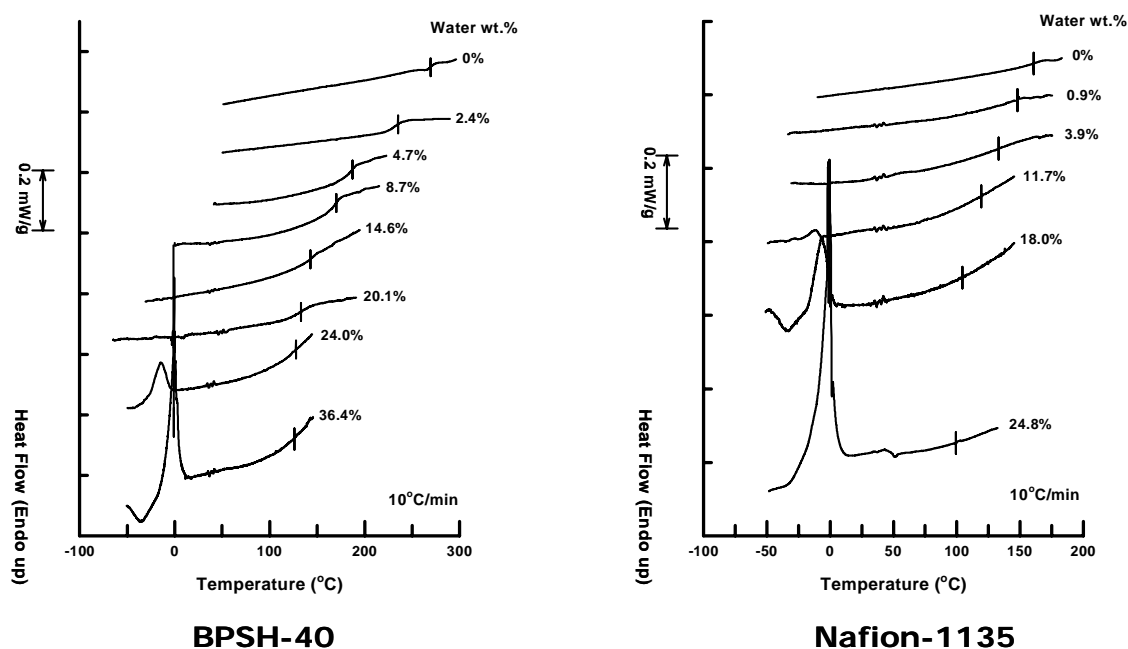 Water wt.%
0%
2.4%
4.7%
8.7%
14.6%
20.1%
24.0%
36.4%
0.2 mW/g
Heat Flow (Endo up)
10°C/min
-100 0 100 200 300
Temperature (°C)
BPSH-40
Water wt.%
0%
0.9%
3.9%
11.7%
18.0%
24.8%
0.2 mW/g
Heat Flow (Endo up)
10°C/min
-100 -50 0 50 100 150 200
Temperature (°C)
Nafion-1135